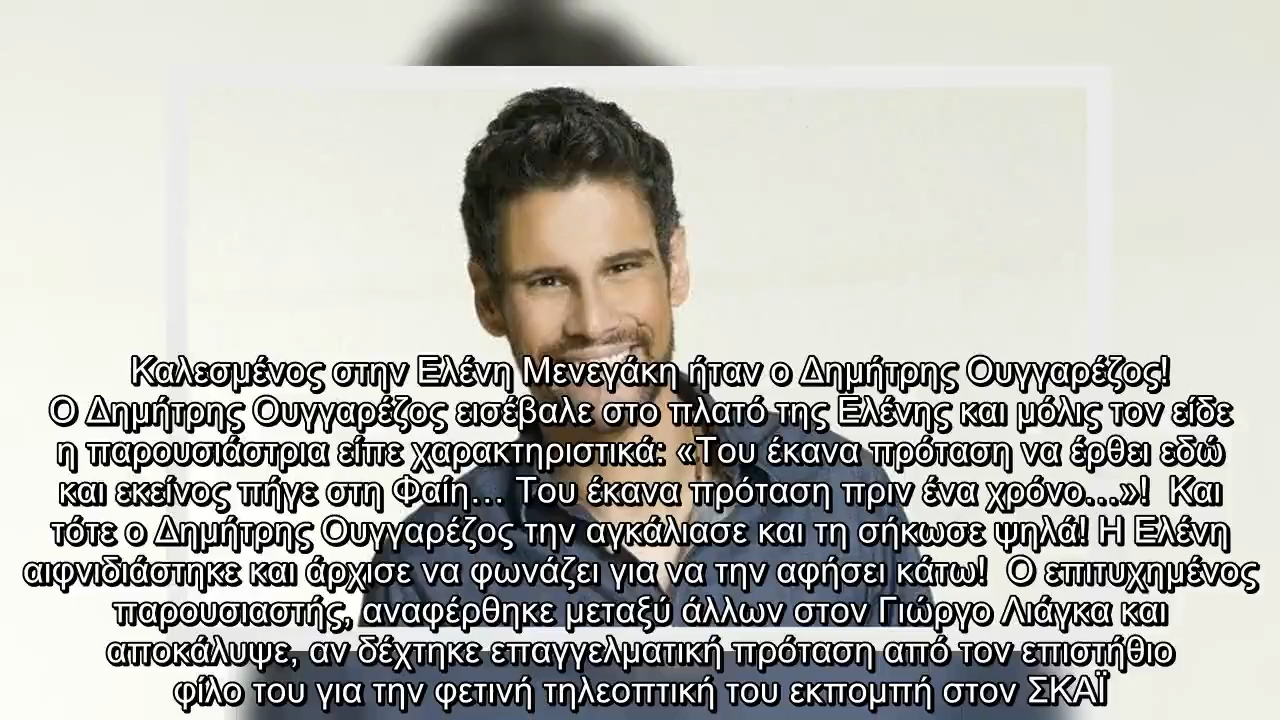 Καλεσμένος στην Ελένη Μενεγάκη ήταν ο Δημήτρης Ουγγαρέζος!
Ο Δημήτρης Ουγγαρέζος εισέβαλε στο πλατό της Ελένης και μόλις τον είδε
η παρουσιάστρια είπε χαρακτηριστικά: «Του έκανα πρόταση να έρθει εδώ
και εκείνος πήγε στη Φαίη… Του έκανα πρόταση πριν ένα χρόνο…»! Και
τότε ο Δημήτρης Ουγγαρέζος την αγκάλιασε και τη σήκωσε ψηλά! Η Ελένη
αιφνιδιάστηκε και άρχισε να φωνάζει για να την αφήσει κάτω! Ο επιτυχημένος
παρουσιαστής, αναφέρθηκε μεταξύ άλλων στον Γιώργο Λιάγκα και
αποκάλυψε, αν δέχτηκε επαγγελματική πρόταση από τον επιστήθιο
φίλο του για την φετινή τηλεοπτική του εκπομπή στον ΣΚΑΪ